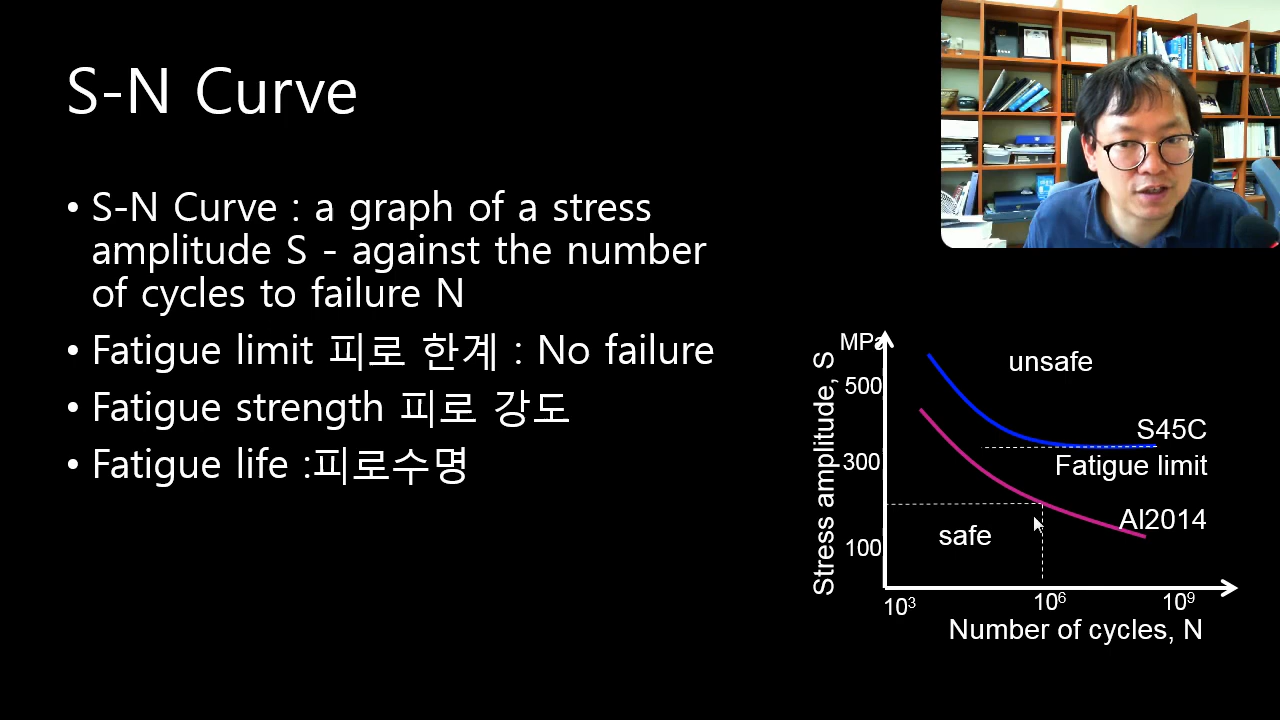 S-N Curve
• S-N Curve : a graph of a stress
amplitude S - against the number
of cycles to failure N
• Fatigue limit 피로 한계 : No failure
• Fatigue strength 피로 강도
• Fatigue life :피로수명
MPa
Stress amplitude, S
500
300
100
unsafe
S45C
Fatigue limit
Al2014
safe
10³
10⁶
10⁹
Number of cycles, N